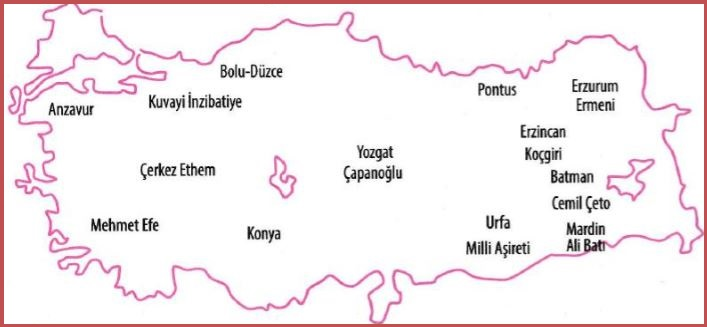 Bolu-Düzce
Pontus
Erzurum
Ermeni
Anzavur
Kuvayi İnzibatiye
Erzincan
Koçgiri
Yozgat
Çapanoğlu
Çerkez Ethem
Batman
Cemil Çeto
Mehmet Efe
Konya
Urfa
Milli Aşireti
Mardin
Ali Batı